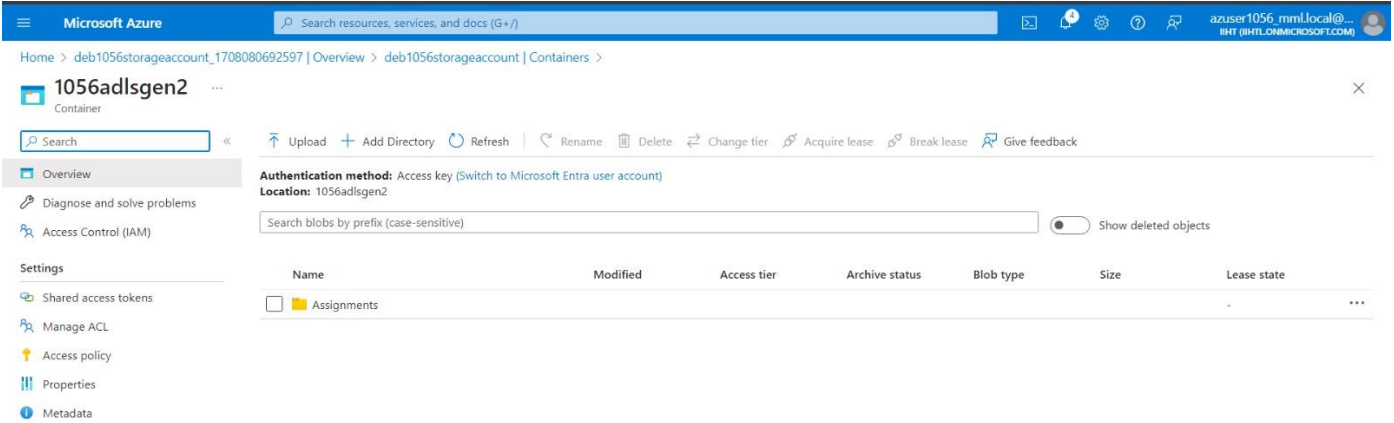 Microsoft Azure Search resources, services, and docs (G+/) 4 azuser1056_mml.local@...
IIHT (IIHTL.ONMICROSOFT.COM)
Home > deb1056storageaccount_1708080692597 | Overview > deb1056storageaccount | Containers >
1056adlsgen2 ...
Container
Search «
Upload Add Directory Refresh Rename Delete Change tier Acquire lease Break lease Give feedback
Overview
Diagnose and solve problems
Access Control (IAM)
Settings
Shared access tokens
Manage ACL
Access policy
Properties
Metadata
Authentication method: Access key (Switch to Microsoft Entra user account)
Location: 1056adlsgen2
Search blobs by prefix (case-sensitive) Show deleted objects
Name Modified Access tier Archive status Blob type Size Lease state
Assignments - ...